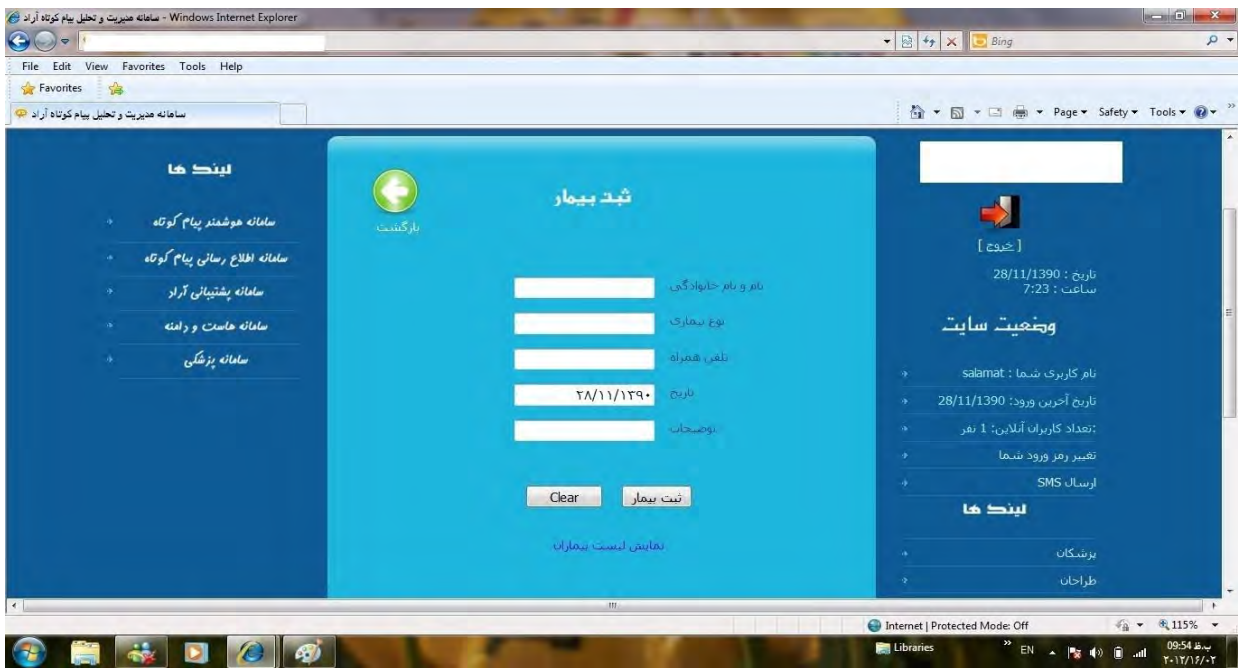 سامانه مدیریت و تحلیل پیام کوتاه آراد - Windows Internet Explorer
Bing
File Edit View Favorites Tools Help
Favorites
سامانه مدیریت و تحلیل پیام کوتاه آراد
Page Safety Tools
لینک ها
سامانه هوشمند پیام کوتاه
سامانه اطلاع رسانی پیام کوتاه
سامانه پشتیبانی آراد
سامانه هاست و دامنه
سامانه پزشکی
ثبت بیمار
بازگشت
نام و نام خانوادگی
نوع بیماری
تلفن همراه
تاریخ
۲۸/۱۱/۱۳۹۰
توضیحات
ثبت بیمار
Clear
نمایش لیست بیماران
[ خروج ]
تاریخ : 28/11/1390
ساعت : 7:23
وضعیت سایت
نام کاربری شما : salamat
تاریخ آخرین ورود: 28/11/1390
تعداد کاربران آنلاین: 1 نفر:
تغییر رمز ورود شما
ارسال SMS
لینک ها
پزشکان
طراحان
Internet | Protected Mode: Off
115%
Libraries
EN
09:54 ب.ظ
۲۰۱۲/۱۶/۰۲